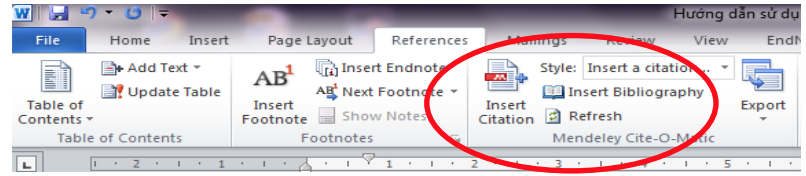 Hướng dẫn sử dụ
File Home Insert Page Layout References Mailings Review View EndN
Add Text
Update Table
Table of Contents
AB1 Insert Footnote
Insert Endnote
AB Next Footnote
Show Notes
Insert Citation
Style: Insert a citation...
Insert Bibliography
Refresh
Export
Table of Contents Footnotes Mendeley Cite-O-Matic
L 2 1 1 2 3 4 5